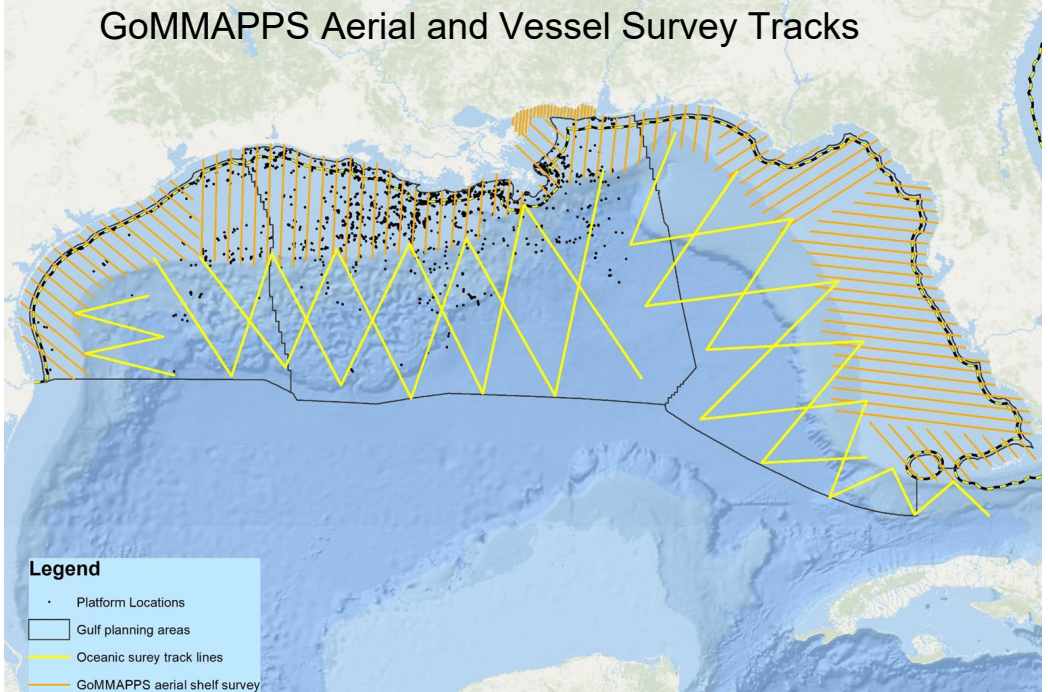 GoMMAPPS Aerial and Vessel Survey Tracks
Legend
Platform Locations
Gulf planning areas
Oceanic surey track lines
GoMMAPPS aerial shelf survey